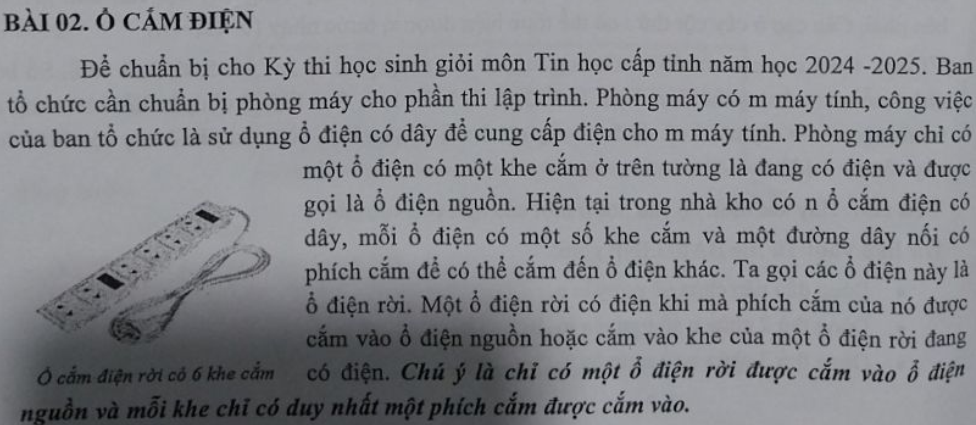 BÀI 02. Ổ CẮM ĐIỆN
Để chuẩn bị cho Kỳ thi học sinh giỏi môn Tin học cấp tỉnh năm học 2024 -2025. Ban
tổ chức cần chuẩn bị phòng máy cho phần thi lập trình. Phòng máy có m máy tính, công việc
của ban tổ chức là sử dụng ổ điện có dây để cung cấp điện cho m máy tính. Phòng máy chỉ có
một ổ điện có một khe cắm ở trên tường là đang có điện và được
gọi là ổ điện nguồn. Hiện tại trong nhà kho có n ổ cắm điện có
dây, mỗi ổ điện có một số khe cắm và một đường dây nối có
phích cắm để có thể cắm đến ổ điện khác. Ta gọi các ổ điện này là
ổ điện rời. Một ổ điện rời có điện khi mà phích cắm của nó được
cắm vào ổ điện nguồn hoặc cắm vào khe của một ổ điện rời đang
Ổ cắm điện rời có 6 khe cắm
có điện. Chú ý là chỉ có một ổ điện rời được cắm vào ổ điện
nguồn và mỗi khe chỉ có duy nhất một phích cắm được cắm vào.